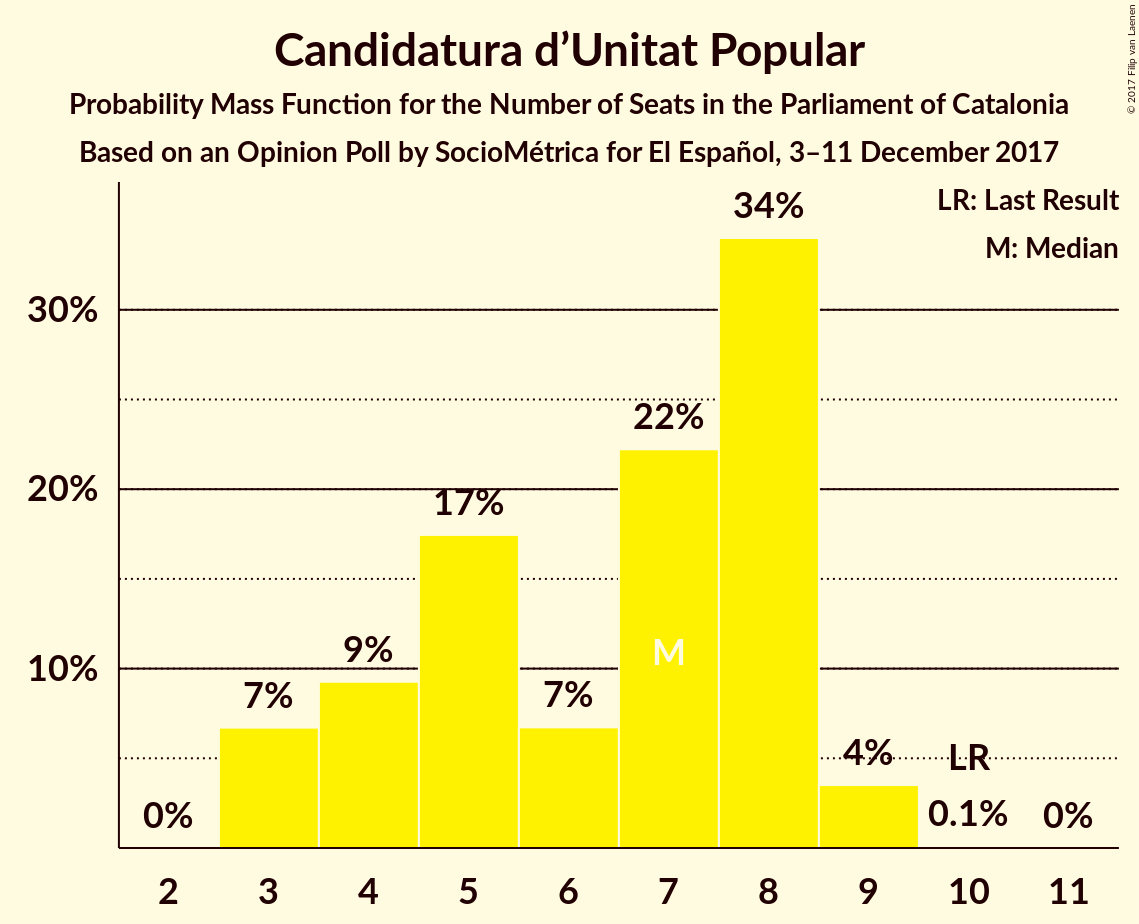 Candidatura d’Unitat Popular
Probability Mass Function for the Number of Seats in the Parliament of Catalonia
Based on an Opinion Poll by SocioMétrica for El Español, 3–11 December 2017
© 2017 Filip van Laenen
LR: Last Result
M: Median
34%
30%
22%
20%
17%
M
10%
9%
7%
7%
4%
LR
0%
0.1%
0%
2 3 4 5 6 7 8 9 10 11